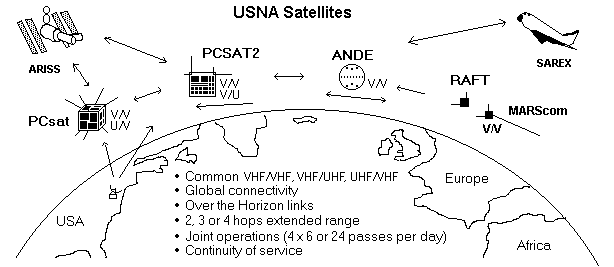 USNA Satellites
ARISS
PCSAT2
V/V
V/U
ANDE
V/V
SAREX
RAFT
MARScom
V/V
PCsat
V/V
U/V
• Common VHF/VHF, VHF/UHF, UHF/VHF
• Global connectivity
• Over the Horizon links
• 2, 3 or 4 hops extended range
• Joint operations (4 x 6 or 24 passes per day)
• Continuity of service
USA
Europe
Africa